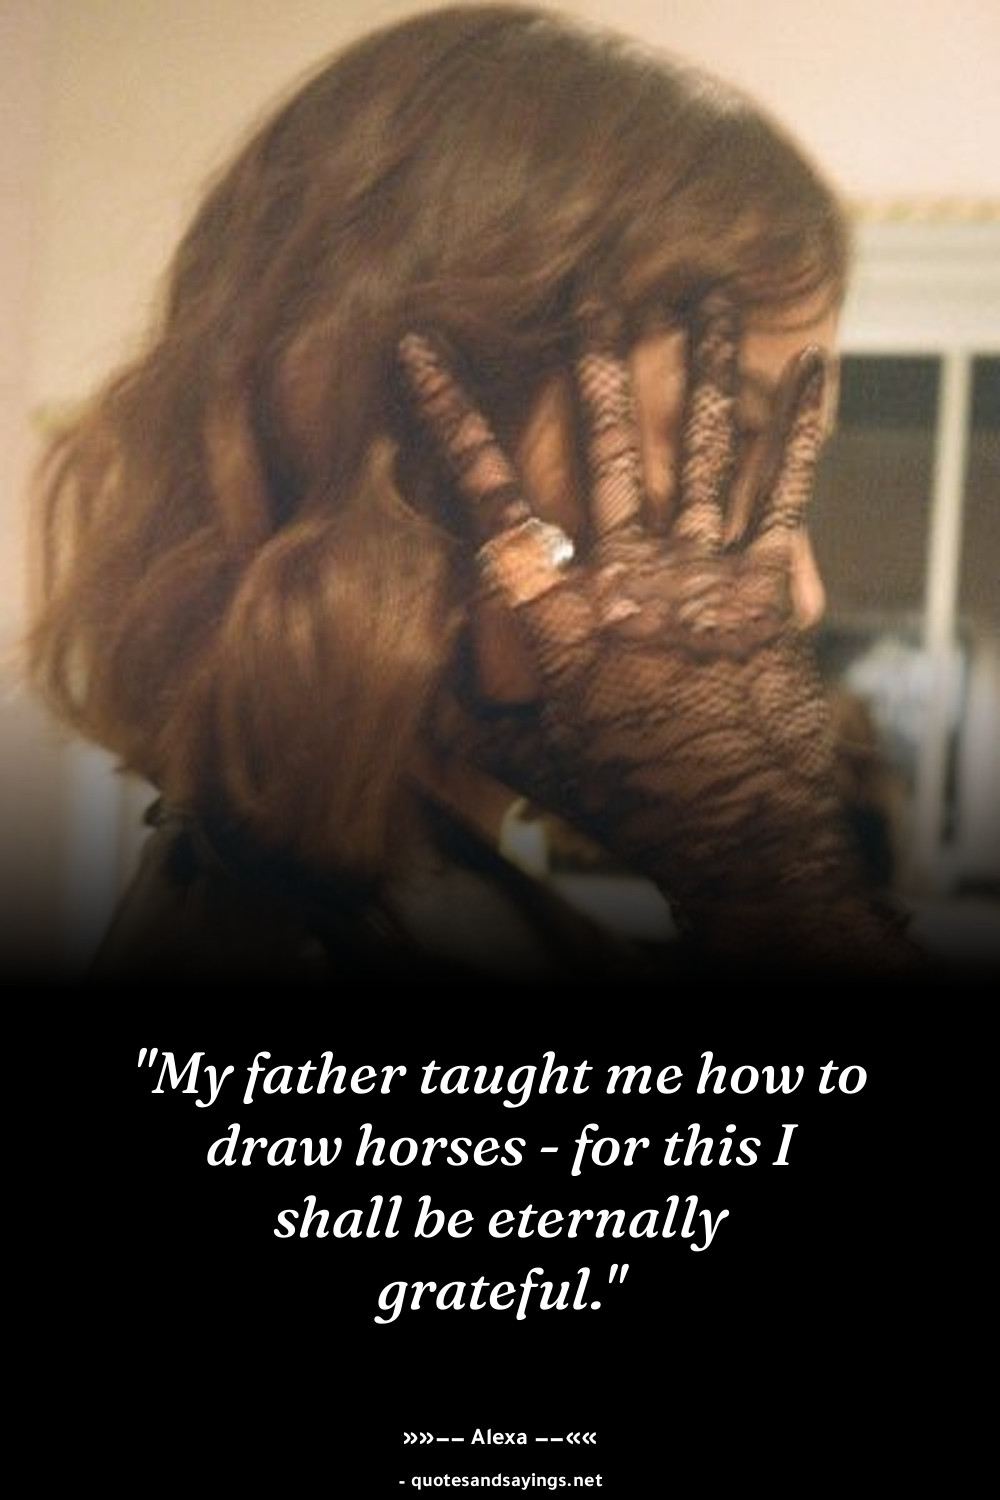 "My father taught me how to
draw horses - for this I
shall be eternally
grateful."
»»−− Alexa −−««
- quotesandsayings.net